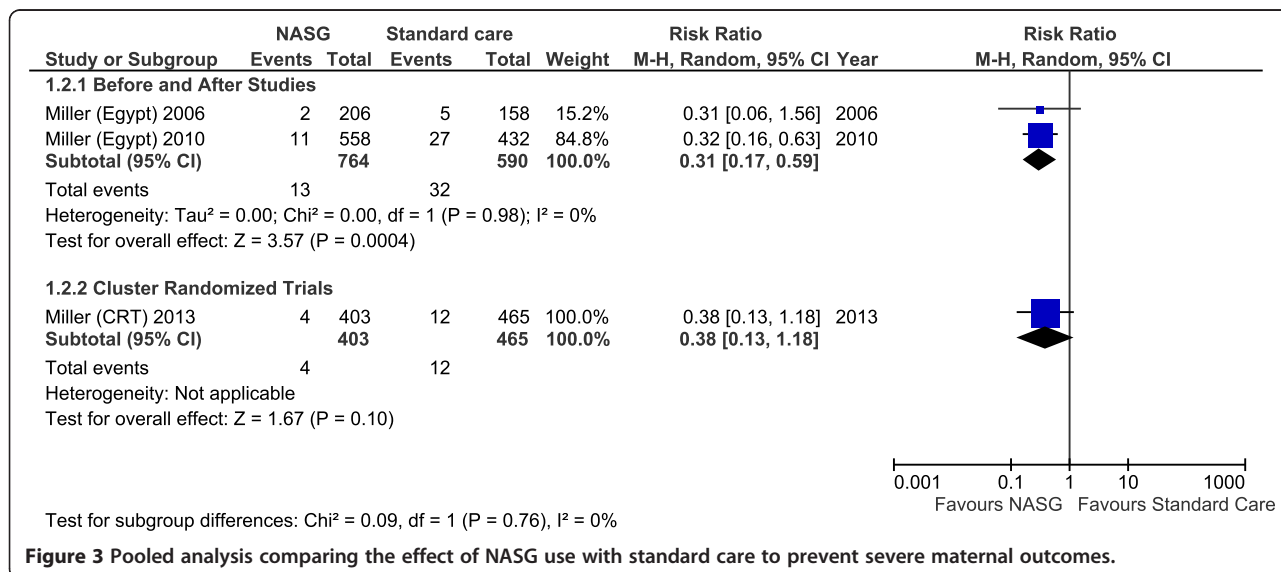 NASG Standard care Risk Ratio Risk Ratio
Study or Subgroup Events Total Events Total Weight M-H, Random, 95% CI Year M-H, Random, 95% CI
1.2.1 Before and After Studies
Miller (Egypt) 2006 2 206 5 158 15.2% 0.31 [0.06, 1.56] 2006
Miller (Egypt) 2010 11 558 27 432 84.8% 0.32 [0.16, 0.63] 2010
Subtotal (95% CI) 764 590 100.0% 0.31 [0.17, 0.59]
Total events 13 32
Heterogeneity: Tau² = 0.00; Chi² = 0.00, df = 1 (P = 0.98); I² = 0%
Test for overall effect: Z = 3.57 (P = 0.0004)
1.2.2 Cluster Randomized Trials
Miller (CRT) 2013 4 403 12 465 100.0% 0.38 [0.13, 1.18] 2013
Subtotal (95% CI) 403 465 100.0% 0.38 [0.13, 1.18]
Total events 4 12
Heterogeneity: Not applicable
Test for overall effect: Z = 1.67 (P = 0.10)
0.001 0.1 1 10 1000
Favours NASG Favours Standard Care
Test for subgroup differences: Chi² = 0.09, df = 1 (P = 0.76), I² = 0%
Figure 3 Pooled analysis comparing the effect of NASG use with standard care to prevent severe maternal outcomes.